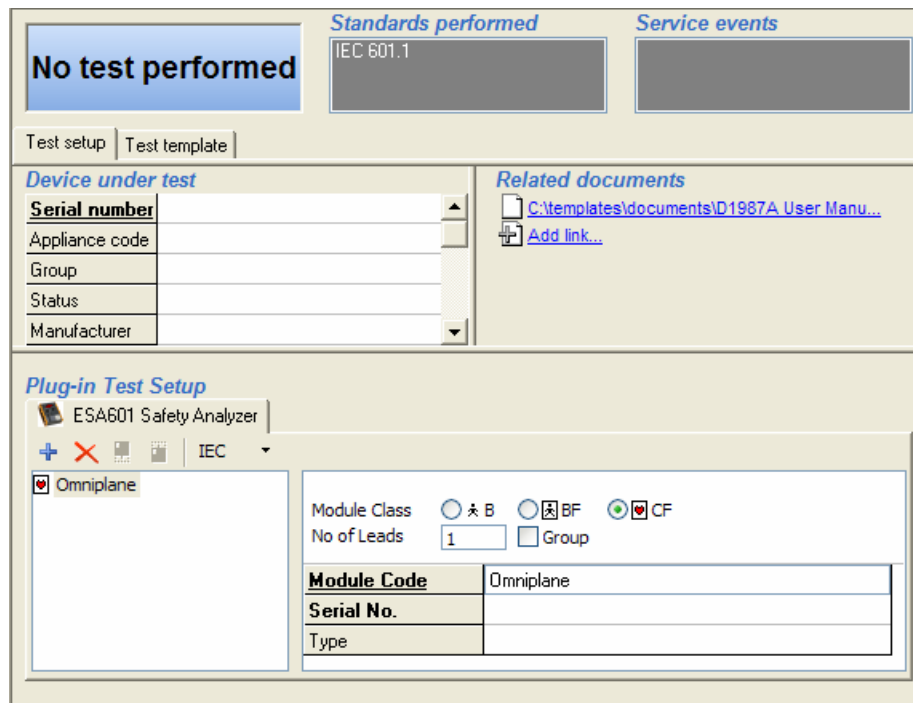 Standards performed
Service events
No test performed
IEC 601.1
Test setup
Test template
Device under test
Related documents
Serial number
C:\templates\documents\D1987A User Manu...
Appliance code
Add link...
Group
Status
Manufacturer
Plug-in Test Setup
ESA601 Safety Analyzer
IEC
Omniplane
Module Class B BF CF
No of Leads 1 Group
Module Code Omniplane
Serial No.
Type